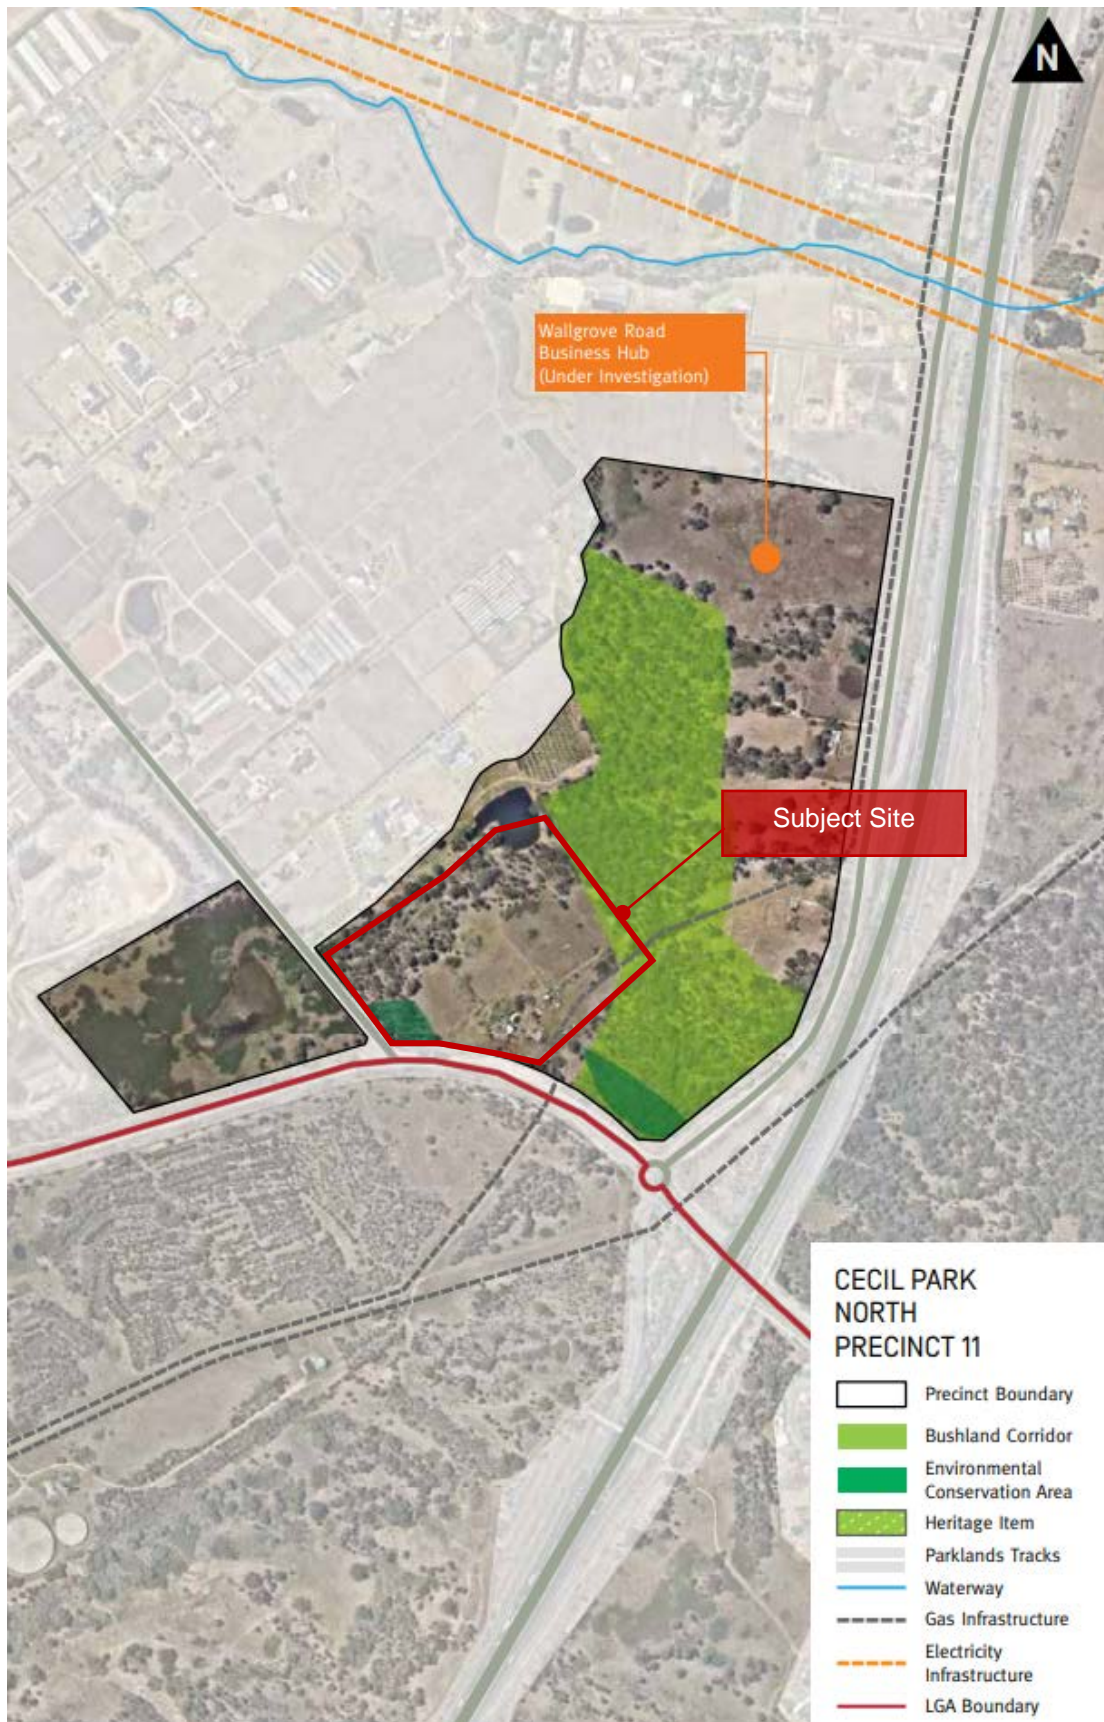 N
Wallgrove Road
Business Hub
(Under Investigation)
Subject Site
CECIL PARK
NORTH
PRECINCT 11
Precinct Boundary
Bushland Corridor
Environmental
Conservation Area
Heritage Item
Parklands Tracks
Waterway
Gas Infrastructure
Electricity
Infrastructure
LGA Boundary